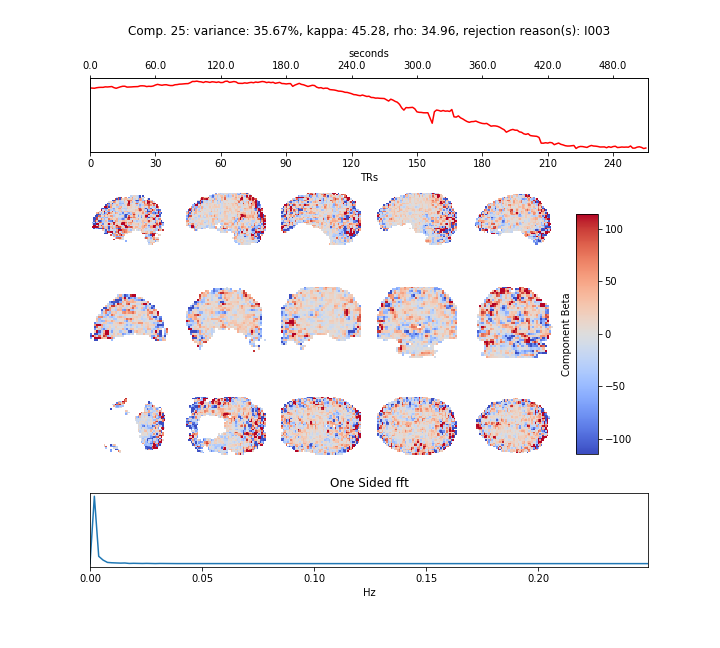 Comp. 25: variance: 35.67%, kappa: 45.28, rho: 34.96, rejection reason(s): I003
seconds
0.0 60.0 120.0 180.0 240.0 300.0 360.0 420.0 480.0
0 30 60 90 120 150 180 210 240
TRs
100
50
0
−50
−100
Component Beta
One Sided fft
0.00 0.05 0.10 0.15 0.20
Hz